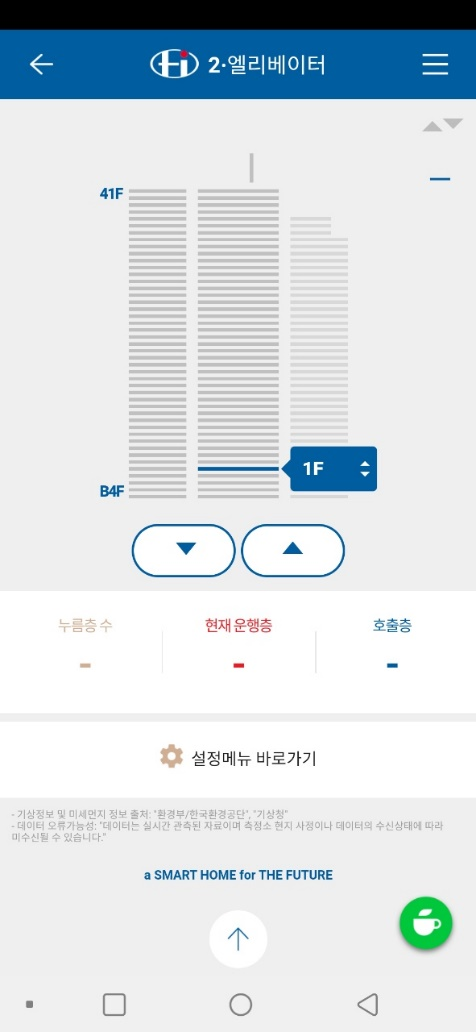 Hi 2·엘리베이터
41F
1F
B4F
누름층 수
현재 운행층
호출층
-
-
-
설정메뉴 바로가기
- 기상정보 및 미세먼지 정보 출처: "환경부/한국환경공단", "기상청"
- 데이터 오류가능성: "데이터는 실시간 관측된 자료이며 측정소 현지 사정이나 데이터의 수신상태에 따라
미수신될 수 있습니다."
a SMART HOME for THE FUTURE